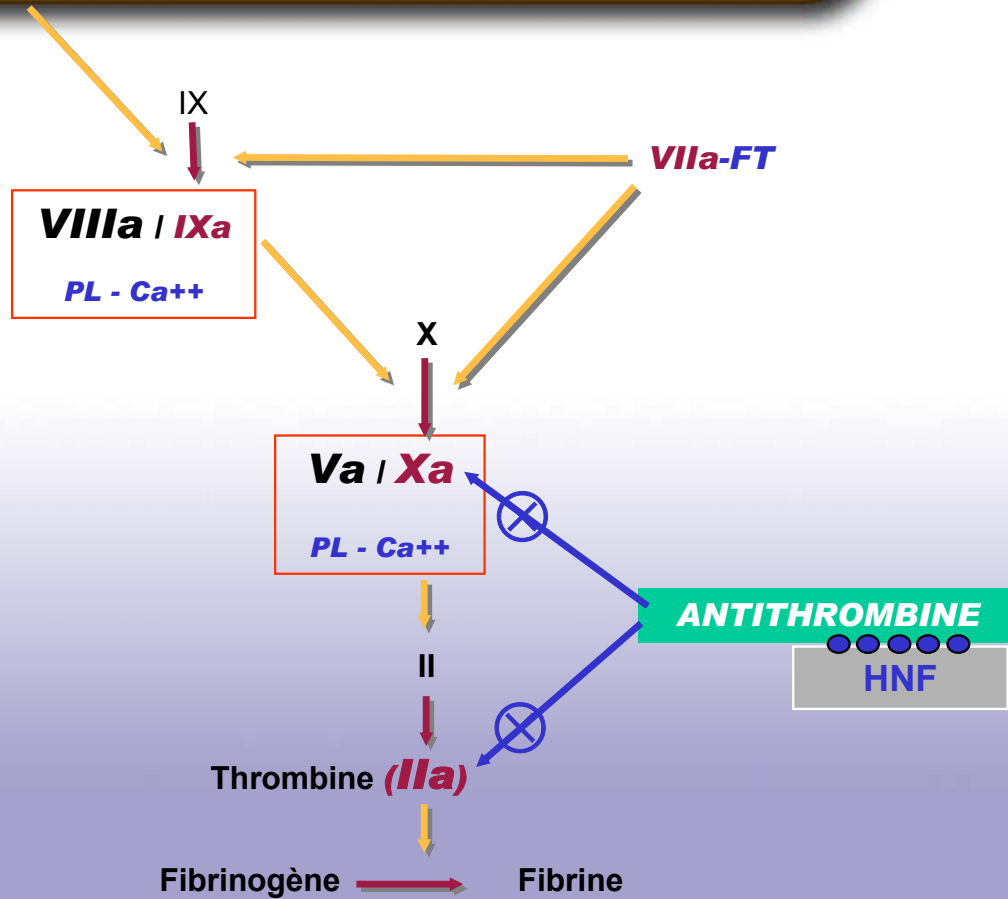 IX
VIIa-FT
VIIIa / IXa
PL - Ca++
X
Va / Xa
PL - Ca++
ANTITHROMBINE
HNF
II
Thrombine (IIa)
Fibrinogène
Fibrine